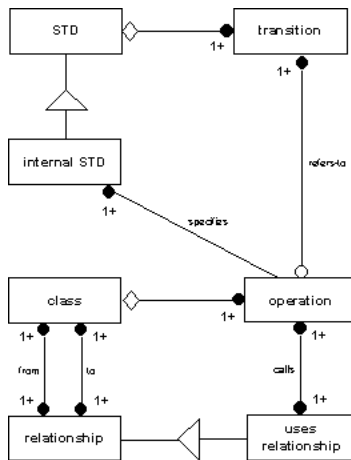 STD
transition
1+
1+
internal STD
refers-to
1+
specifies
class
operation
1+
1+
1+
1+
1+
from
to
calls
1+
1+
1+
relationship
uses
relationship